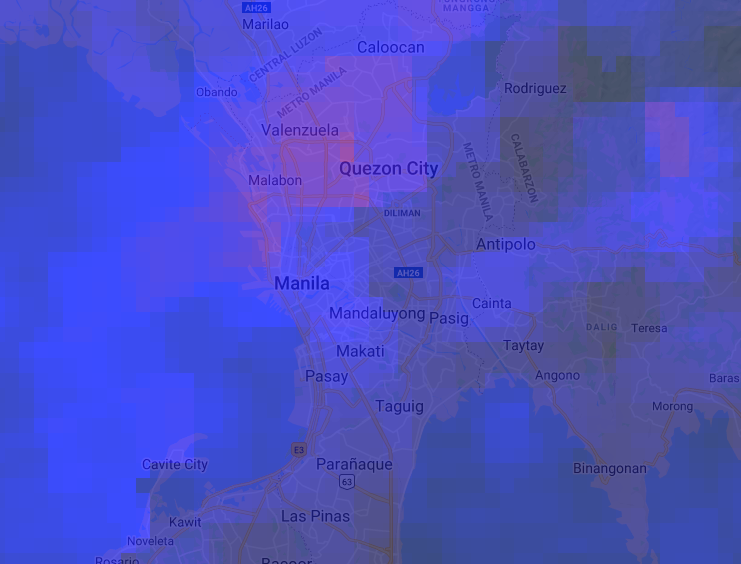 AH26
MANGGA
Marilao
Caloocan
CENTRAL LUZON
METRO MANILA
Obando
Rodriguez
Valenzuela
METRO MANILA
CALABARZON
Quezon City
Malabon
DILIMAN
Antipolo
AH26
Manila
Cainta
Mandaluyong
Pasig
DALIG
Teresa
Makati
Taytay
Pasay
Angono
Baras
Taguig
Morong
E3
Cavite City
Parañaque
Binangonan
63
Las Pinas
Kawit
Noveleta
Rosario
Bacoor